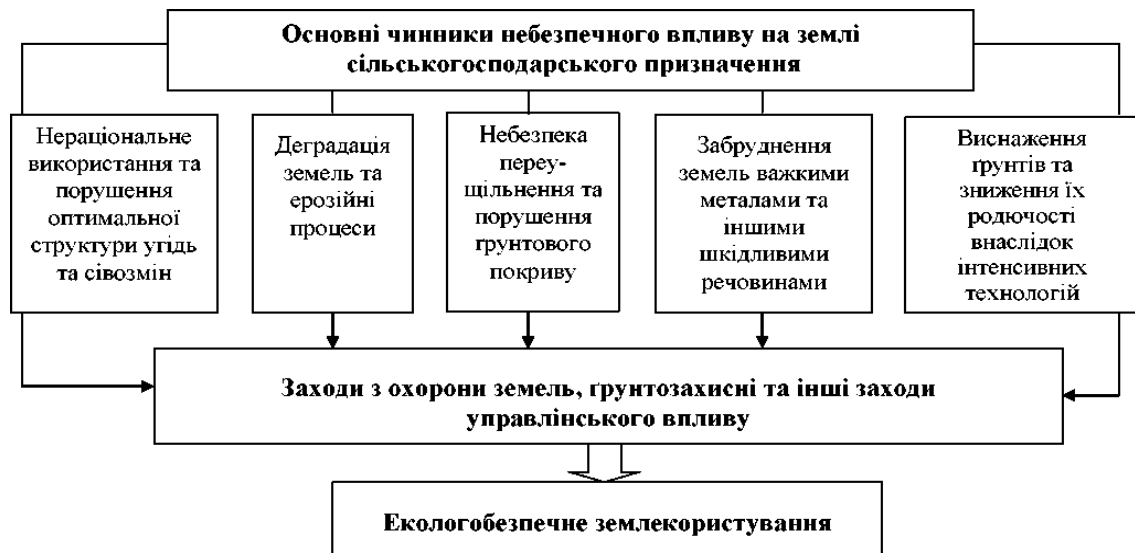 Основні чинники небезпечного впливу на землі
сільськогосподарського призначення
Нераціональне
використання та
порушення
оптимальної
структури угідь
та сівозмін
Деградація
земель та
ерозійні
процеси
Небезпека
переу-
щільнення та
порушення
ґрунтового
покриву
Забруднення
земель важкими
металами та
іншими
шкідливими
речовинами
Виснаження
ґрунтів та
зниження їх
родючості
внаслідок
інтенсивних
технологій
Заходи з охорони земель, ґрунтозахисні та інші заходи
управлінського впливу
Екологобезпечне землекористування